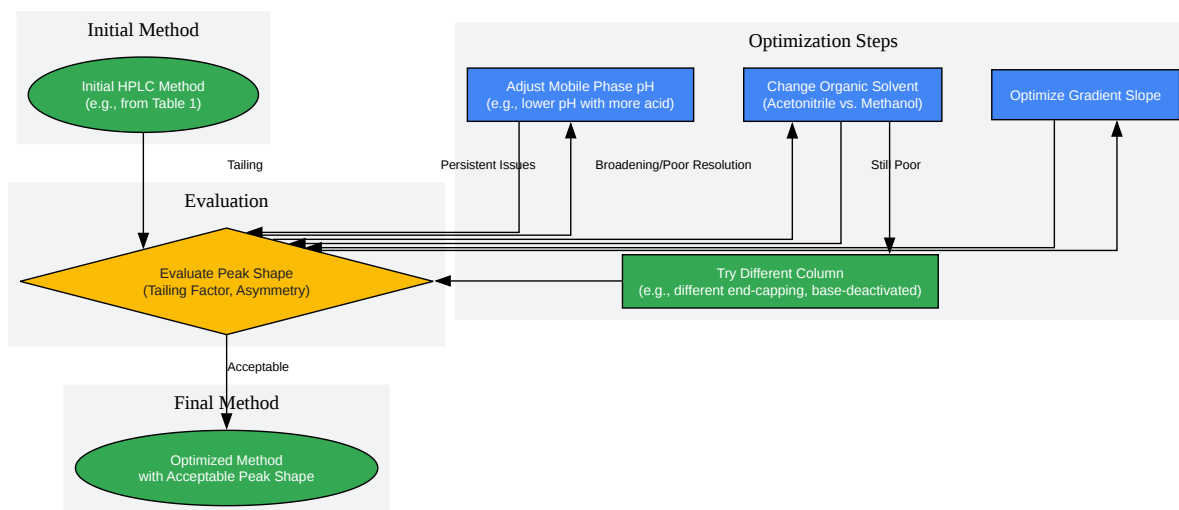 Initial Method
Initial HPLC Method
(e.g., from Table 1)
Optimization Steps
Adjust Mobile Phase pH
(e.g., lower pH with more acid)
Change Organic Solvent
(Acetonitrile vs. Methanol)
Optimize Gradient Slope
Tailing
Persistent Issues
Broadening/Poor Resolution
Still Poor
Evaluation
Evaluate Peak Shape
(Tailing Factor, Asymmetry)
Try Different Column
(e.g., different end-capping, base-deactivated)
Acceptable
Final Method
Optimized Method
with Acceptable Peak Shape